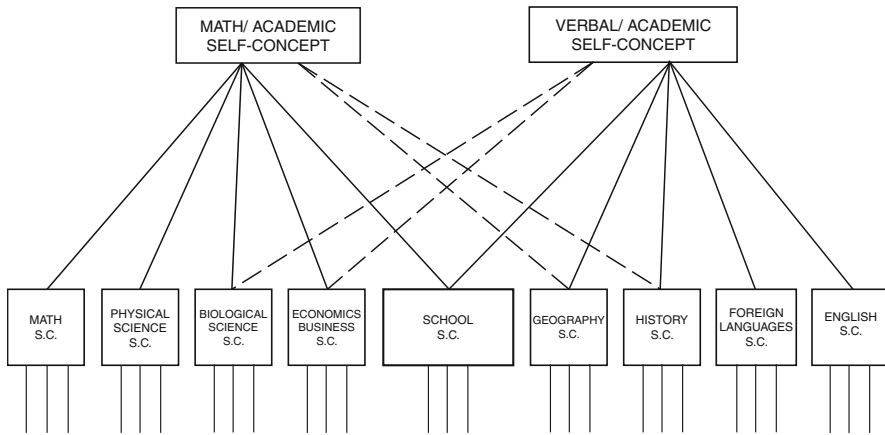 MATH/ ACADEMIC
SELF-CONCEPT
VERBAL/ ACADEMIC
SELF-CONCEPT
MATH
S.C.
PHYSICAL
SCIENCE
S.C.
BIOLOGICAL
SCIENCE
S.C.
ECONOMICS
BUSINESS
S.C.
SCHOOL
S.C.
GEOGRAPHY
S.C.
HISTORY
S.C.
FOREIGN
LANGUAGES
S.C.
ENGLISH
S.C.